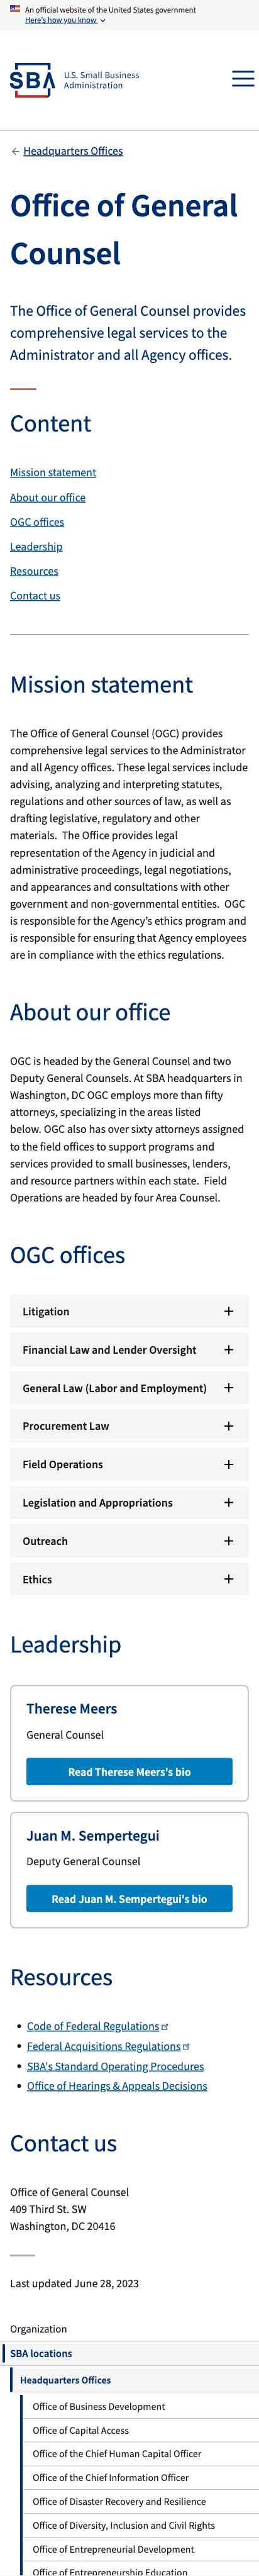 An official website of the United States government
Here's how you know
SBA
U.S. Small Business
Administration
Headquarters Offices
Office of General
Counsel
The Office of General Counsel provides
comprehensive legal services to the
Administrator and all Agency offices.
Content
Mission statement
About our office
OGC offices
Leadership
Resources
Contact us
Mission statement
The Office of General Counsel (OGC) provides
comprehensive legal services to the Administrator
and all Agency offices. These legal services include
advising, analyzing and interpreting statutes,
regulations and other sources of law, as well as
drafting legislative, regulatory and other
materials.  The Office provides legal
representation of the Agency in judicial and
administrative proceedings, legal negotiations,
and appearances and consultations with other
government and non-governmental entities.  OGC
is responsible for the Agency's ethics program and
is responsible for ensuring that Agency employees
are in compliance with the ethics regulations.
About our office
OGC is headed by the General Counsel and two
Deputy General Counsels. At SBA headquarters in
Washington, DC OGC employs more than fifty
attorneys, specializing in the areas listed
below. OGC also has over sixty attorneys assigned
to the field offices to support programs and
services provided to small businesses, lenders,
and resource partners within each state.  Field
Operations are headed by four Area Counsel.
OGC offices
Litigation
Financial Law and Lender Oversight
General Law (Labor and Employment)
Procurement Law
Field Operations
Legislation and Appropriations
Outreach
Ethics
Leadership
Therese Meers
General Counsel
Read Therese Meers's bio
Juan M. Sempertegui
Deputy General Counsel
Read Juan M. Sempertegui's bio
Resources
Code of Federal Regulations
Federal Acquisitions Regulations
SBA's Standard Operating Procedures
Office of Hearings & Appeals Decisions
Contact us
Office of General Counsel
409 Third St. SW
Washington, DC 20416
Last updated June 28, 2023
Organization
SBA locations
Headquarters Offices
Office of Business Development
Office of Capital Access
Office of the Chief Human Capital Officer
Office of the Chief Information Officer
Office of Disaster Recovery and Resilience
Office of Diversity, Inclusion and Civil Rights
Office of Entrepreneurial Development
Office of Entrepreneurship Education